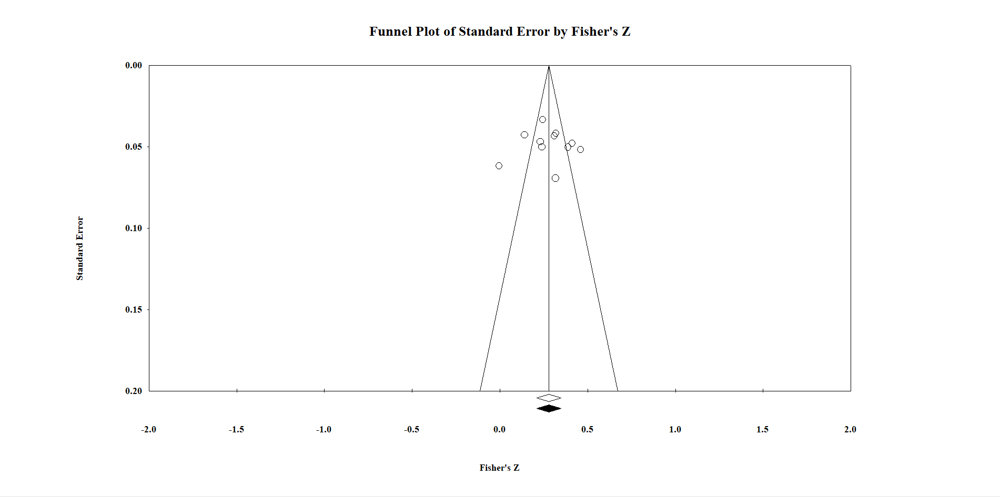 Funnel Plot of Standard Error by Fisher's Z
0.00
0.05
0.10
0.15
0.20
Standard Error
-2.0 -1.5 -1.0 -0.5 0.0 0.5 1.0 1.5 2.0
Fisher's Z